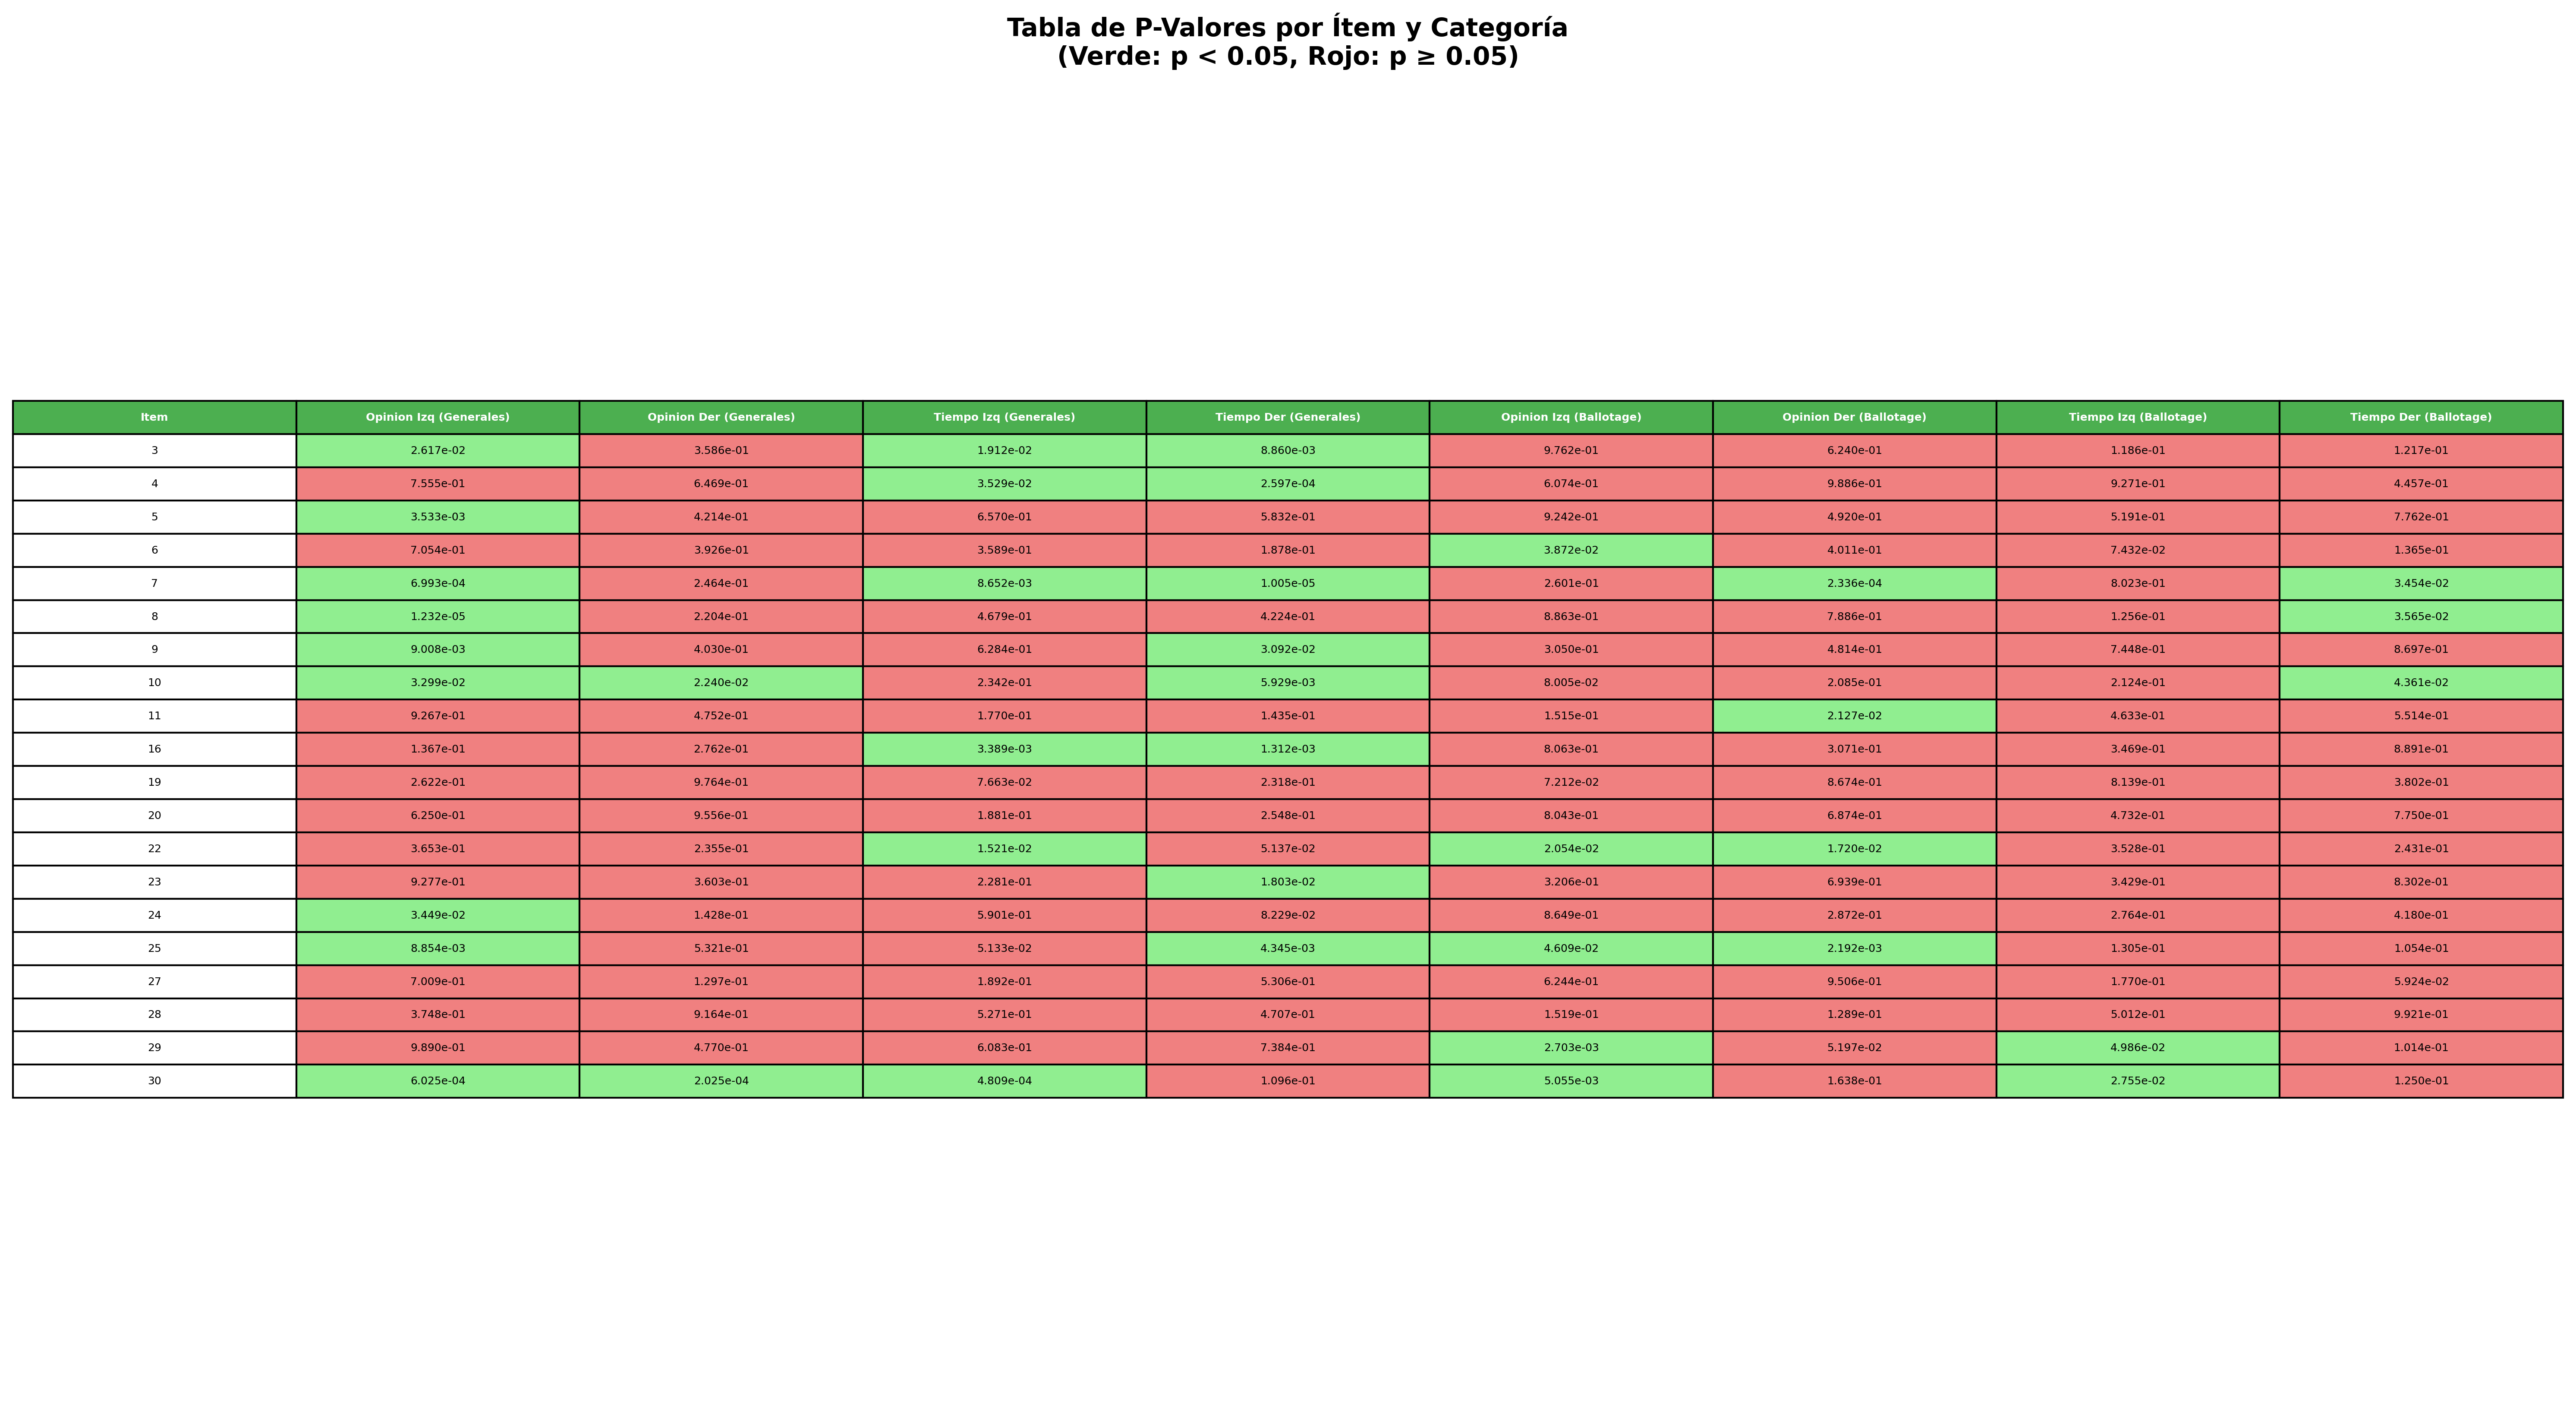 Tabla de P-Valores por Ítem y Categoría
(Verde: p < 0.05, Rojo: p ≥ 0.05)
Item Opinion Izq (Generales) Opinion Der (Generales) Tiempo Izq (Generales) Tiempo Der (Generales) Opinion Izq (Ballotage) Opinion Der (Ballotage) Tiempo Izq (Ballotage) Tiempo Der (Ballotage)
3 2.617e-02 3.586e-01 1.912e-02 8.860e-03 9.762e-01 6.240e-01 1.186e-01 1.217e-01
4 7.555e-01 6.469e-01 3.529e-02 2.597e-04 6.074e-01 9.886e-01 9.271e-01 4.457e-01
5 3.533e-03 4.214e-01 6.570e-01 5.832e-01 9.242e-01 4.920e-01 5.191e-01 7.762e-01
6 7.054e-01 3.926e-01 3.589e-01 1.878e-01 3.872e-02 4.011e-01 7.432e-02 1.365e-01
7 6.993e-04 2.464e-01 8.652e-03 1.005e-05 2.601e-01 2.336e-04 8.023e-01 3.454e-02
8 1.232e-05 2.204e-01 4.679e-01 4.224e-01 8.863e-01 7.886e-01 1.256e-01 3.565e-02
9 9.008e-03 4.030e-01 6.284e-01 3.092e-02 3.050e-01 4.814e-01 7.448e-01 8.697e-01
10 3.299e-02 2.240e-02 2.342e-01 5.929e-03 8.005e-02 2.085e-01 2.124e-01 4.361e-02
11 9.267e-01 4.752e-01 1.770e-01 1.435e-01 1.515e-01 2.127e-02 4.633e-01 5.514e-01
16 1.367e-01 2.762e-01 3.389e-03 1.312e-03 8.063e-01 3.071e-01 3.469e-01 8.891e-01
19 2.622e-01 9.764e-01 7.663e-02 2.318e-01 7.212e-02 8.674e-01 8.139e-01 3.802e-01
20 6.250e-01 9.556e-01 1.881e-01 2.548e-01 8.043e-01 6.874e-01 4.732e-01 7.750e-01
22 3.653e-01 2.355e-01 1.521e-02 5.137e-02 2.054e-02 1.720e-02 3.528e-01 2.431e-01
23 9.277e-01 3.603e-01 2.281e-01 1.803e-02 3.206e-01 6.939e-01 3.429e-01 8.302e-01
24 3.449e-02 1.428e-01 5.901e-01 8.229e-02 8.649e-01 2.872e-01 2.764e-01 4.180e-01
25 8.854e-03 5.321e-01 5.133e-02 4.345e-03 4.609e-02 2.192e-03 1.305e-01 1.054e-01
27 7.009e-01 1.297e-01 1.892e-01 5.306e-01 6.244e-01 9.506e-01 1.770e-01 5.924e-02
28 3.748e-01 9.164e-01 5.271e-01 4.707e-01 1.519e-01 1.289e-01 5.012e-01 9.921e-01
29 9.890e-01 4.770e-01 6.083e-01 7.384e-01 2.703e-03 5.197e-02 4.986e-02 1.014e-01
30 6.025e-04 2.025e-04 4.809e-04 1.096e-01 5.055e-03 1.638e-01 2.755e-02 1.250e-01